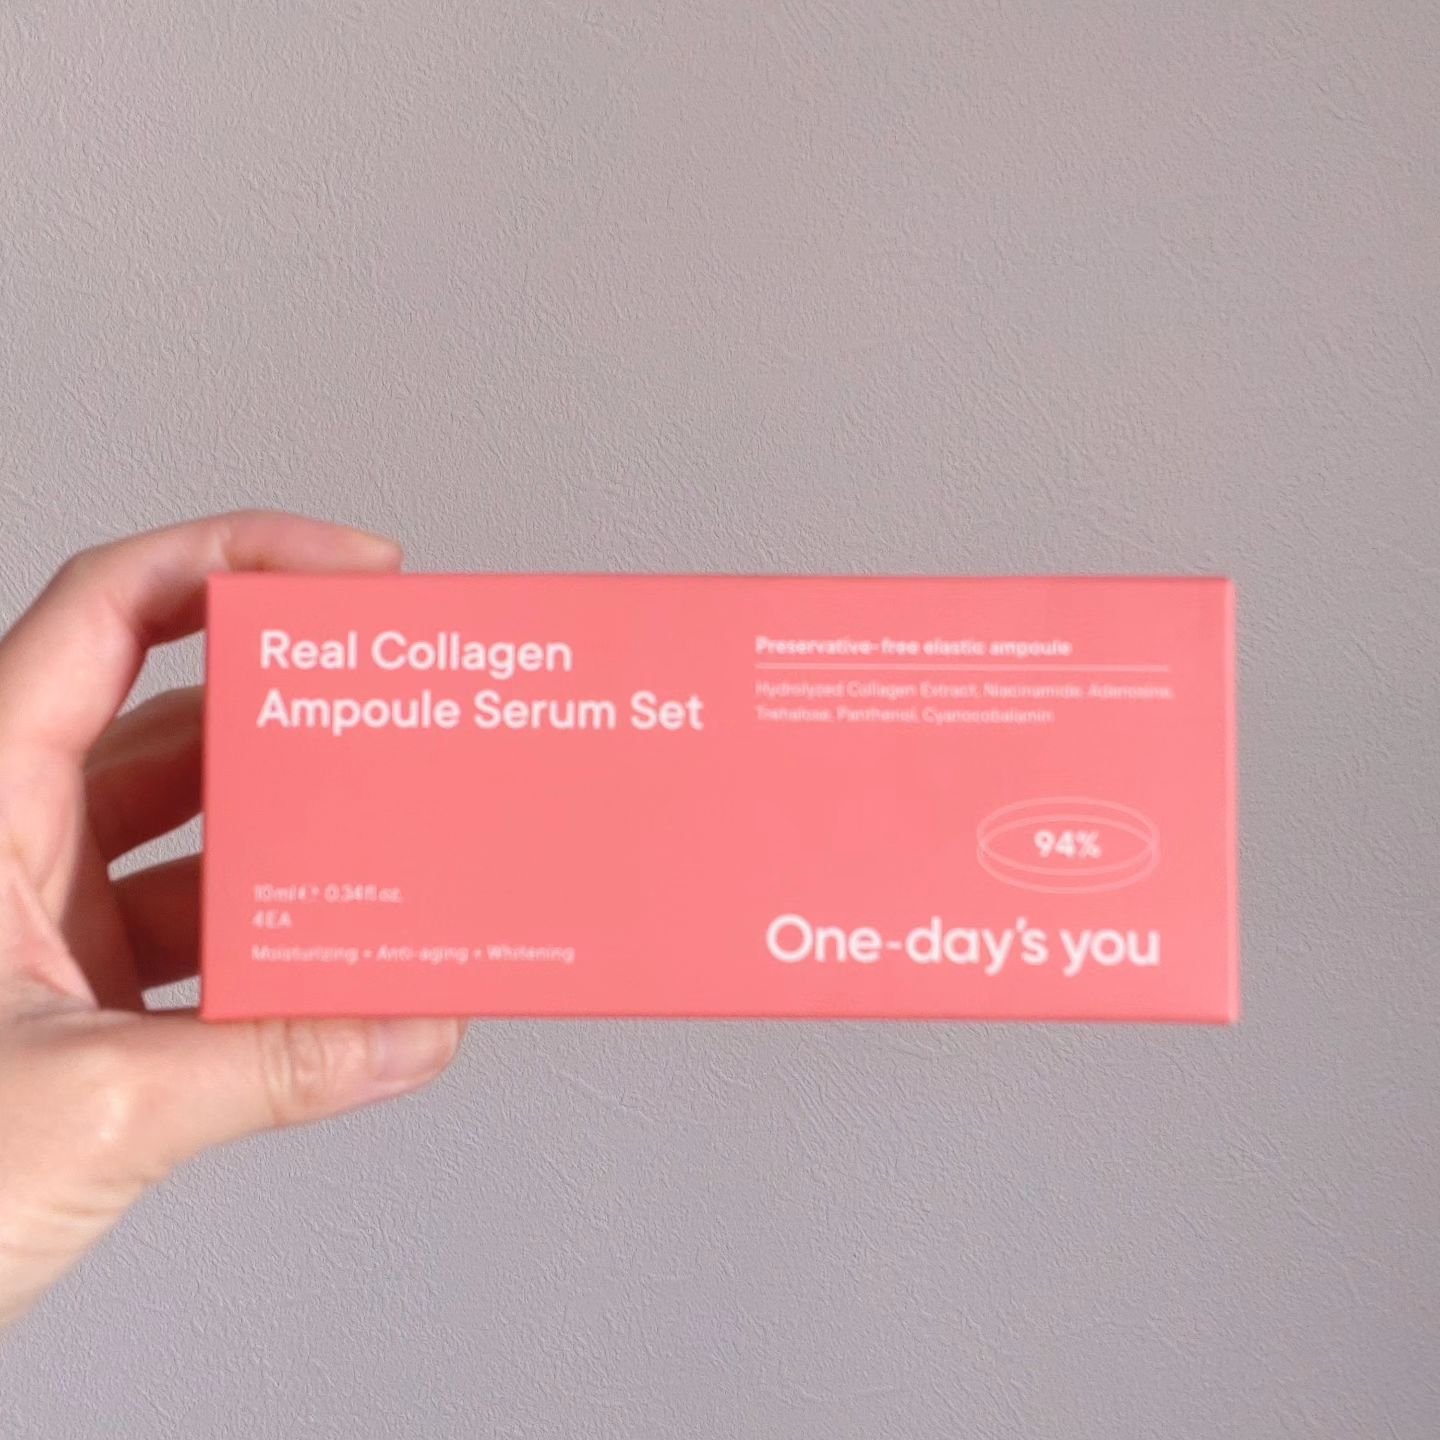 Real Collagen
Ampoule Serum Set
Preservative-free elastic ampoule
Hydrolyzed Collagen Extract, Niacinamide, Adenosine,
Trehalose, Panthenol, Cyanocobalamin
94%
10ml ℮ 0.34fl oz.
4EA
Moisturizing + Anti-aging + Whitening
One-day's you